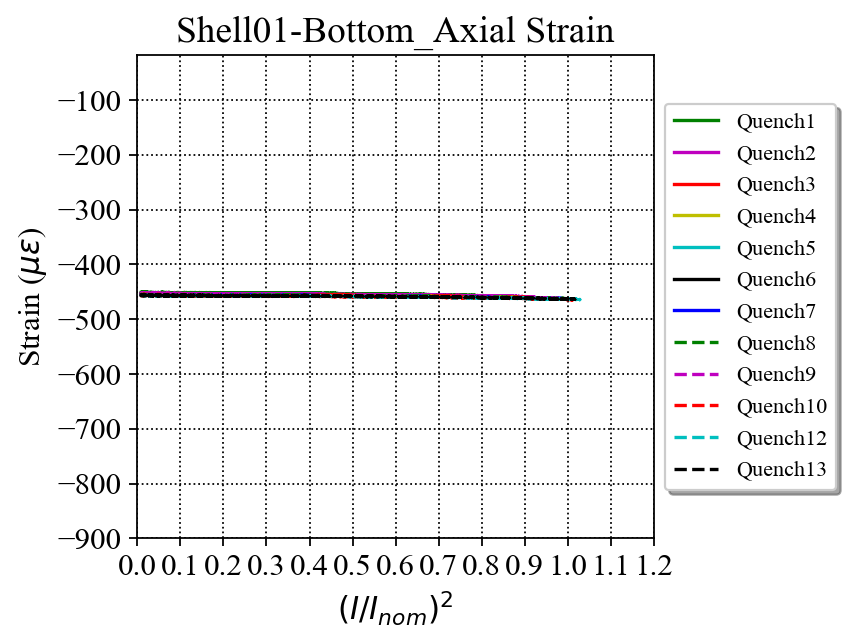 Shell01-Bottom_Axial Strain
−100
−200
−300
−400
−500
−600
−700
−800
−900
Strain (με)
0.0 0.1 0.2 0.3 0.4 0.5 0.6 0.7 0.8 0.9 1.0 1.1 1.2
(I/I_nom)²
Quench1
Quench2
Quench3
Quench4
Quench5
Quench6
Quench7
Quench8
Quench9
Quench10
Quench12
Quench13